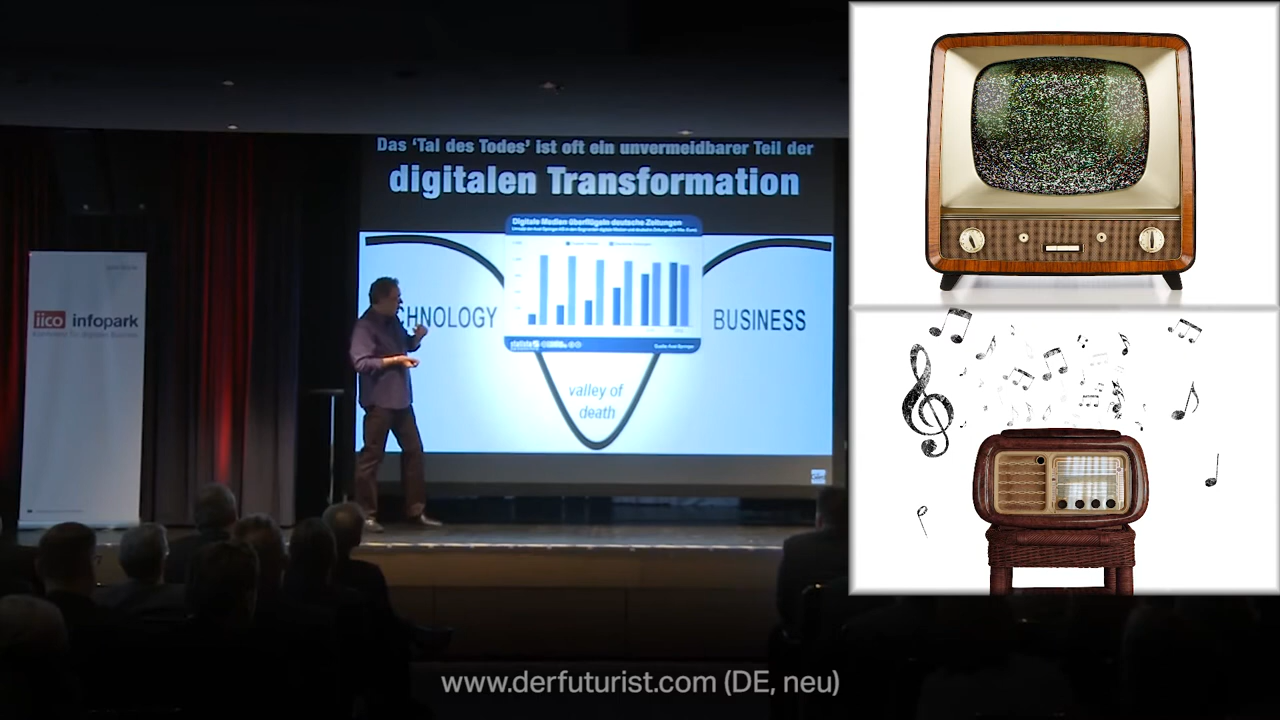 Das ‘Tal des Todes’ ist oft ein unvermeidbarer Teil der
digitalen Transformation
Digitale Medien überflügeln deutsche Zeitungen
CHNOLOGY
BUSINESS
valley of
death
iico infopark
statista
www.derfuturist.com (DE, neu)